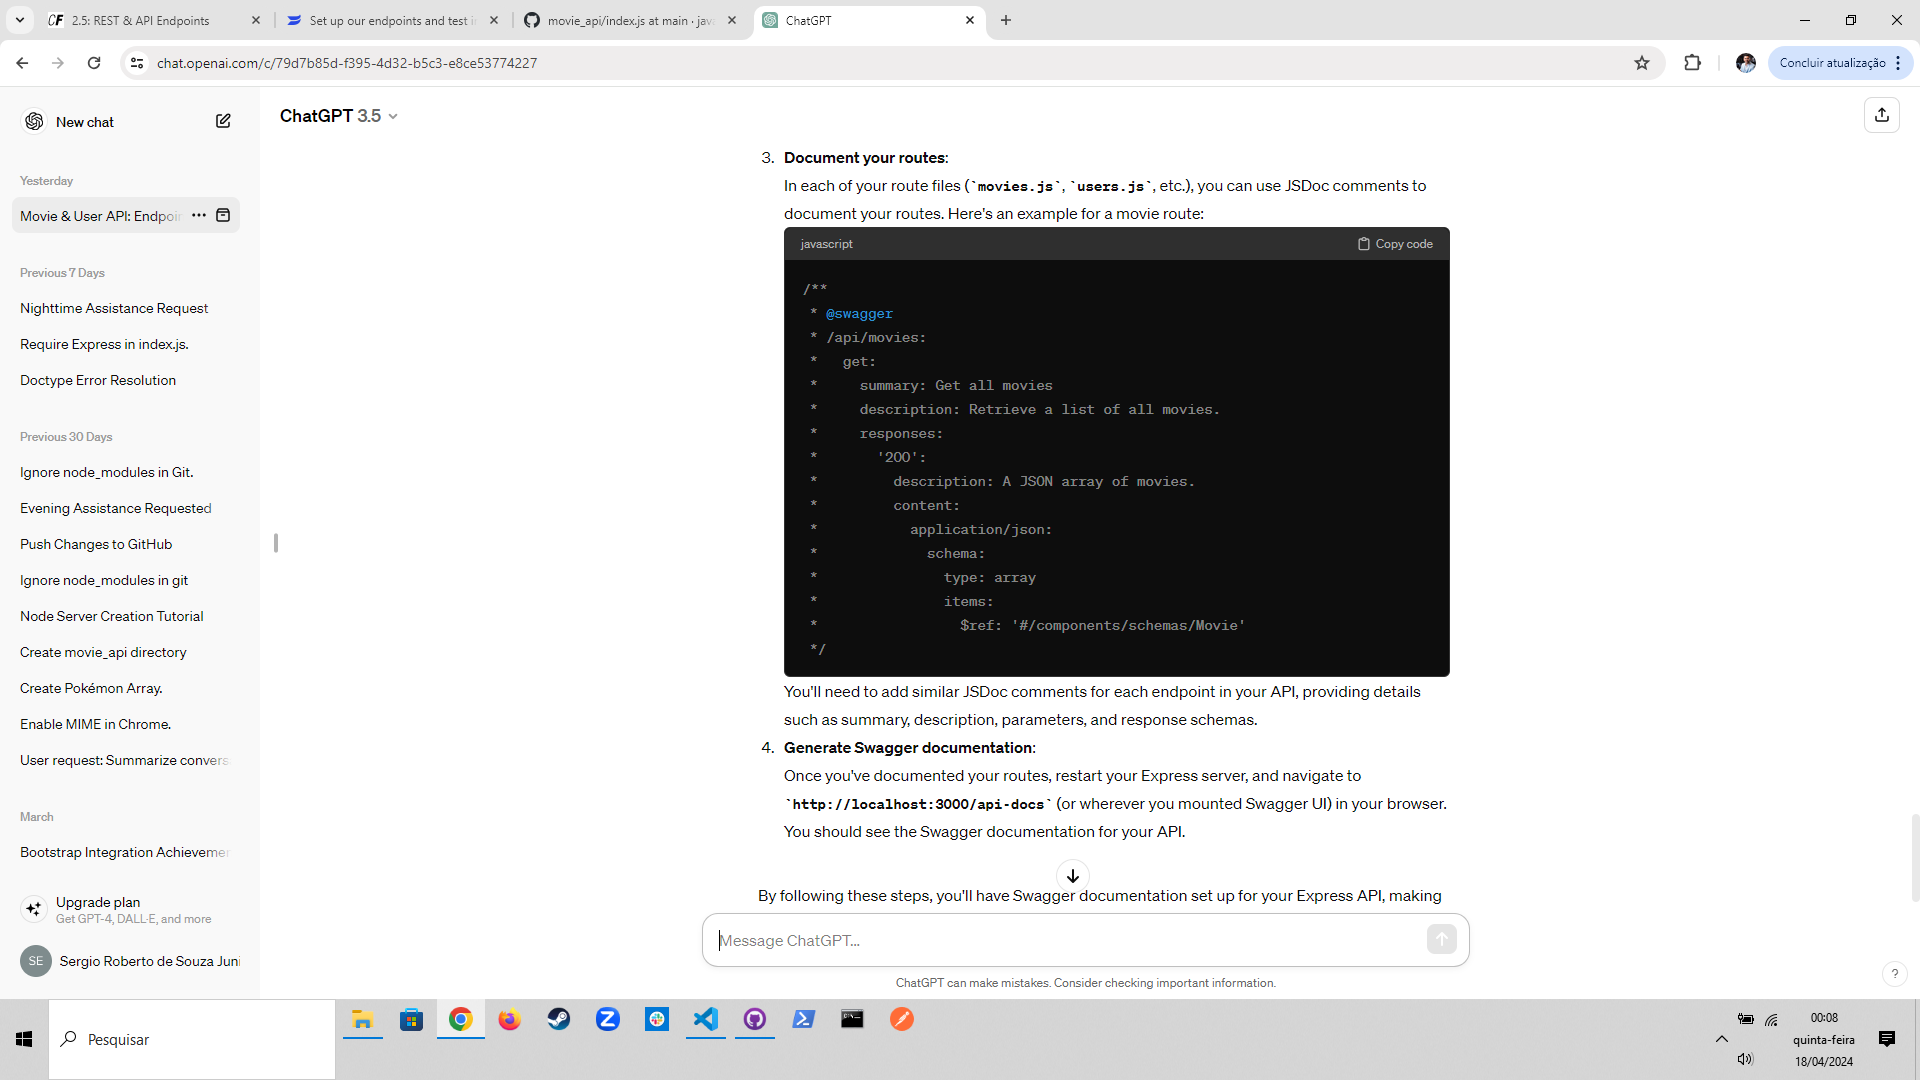 2.5: REST & API Endpoints
Set up our endpoints and test i
movie_api/index.js at main · jav
ChatGPT
chat.openai.com/c/79d7b85d-f395-4d32-b5c3-e8ce53774227
Concluir atualização
New chat
Yesterday
Movie & User API: Endpoin
Previous 7 Days
Nighttime Assistance Request
Require Express in index.js.
Doctype Error Resolution
Previous 30 Days
Ignore node_modules in Git.
Evening Assistance Requested
Push Changes to GitHub
Ignore node_modules in git
Node Server Creation Tutorial
Create movie_api directory
Create Pokémon Array.
Enable MIME in Chrome.
User request: Summarize convers
March
Bootstrap Integration Achievemen
Upgrade plan
Get GPT-4, DALL·E, and more
SE
Sergio Roberto de Souza Juni
ChatGPT 3.5
3. Document your routes:
In each of your route files (`movies.js`, `users.js`, etc.), you can use JSDoc comments to
document your routes. Here's an example for a movie route:
javascript
Copy code
/**
* @swagger
* /api/movies:
*   get:
*     summary: Get all movies
*     description: Retrieve a list of all movies.
*     responses:
*       '200':
*         description: A JSON array of movies.
*         content:
*           application/json:
*             schema:
*               type: array
*               items:
*                 $ref: '#/components/schemas/Movie'
*/
You'll need to add similar JSDoc comments for each endpoint in your API, providing details
such as summary, description, parameters, and response schemas.
4. Generate Swagger documentation:
Once you've documented your routes, restart your Express server, and navigate to
`http://localhost:3000/api-docs` (or wherever you mounted Swagger UI) in your browser.
You should see the Swagger documentation for your API.
By following these steps, you'll have Swagger documentation set up for your Express API, making
Message ChatGPT...
ChatGPT can make mistakes. Consider checking important information.
?
Pesquisar
00:08
quinta-feira
18/04/2024